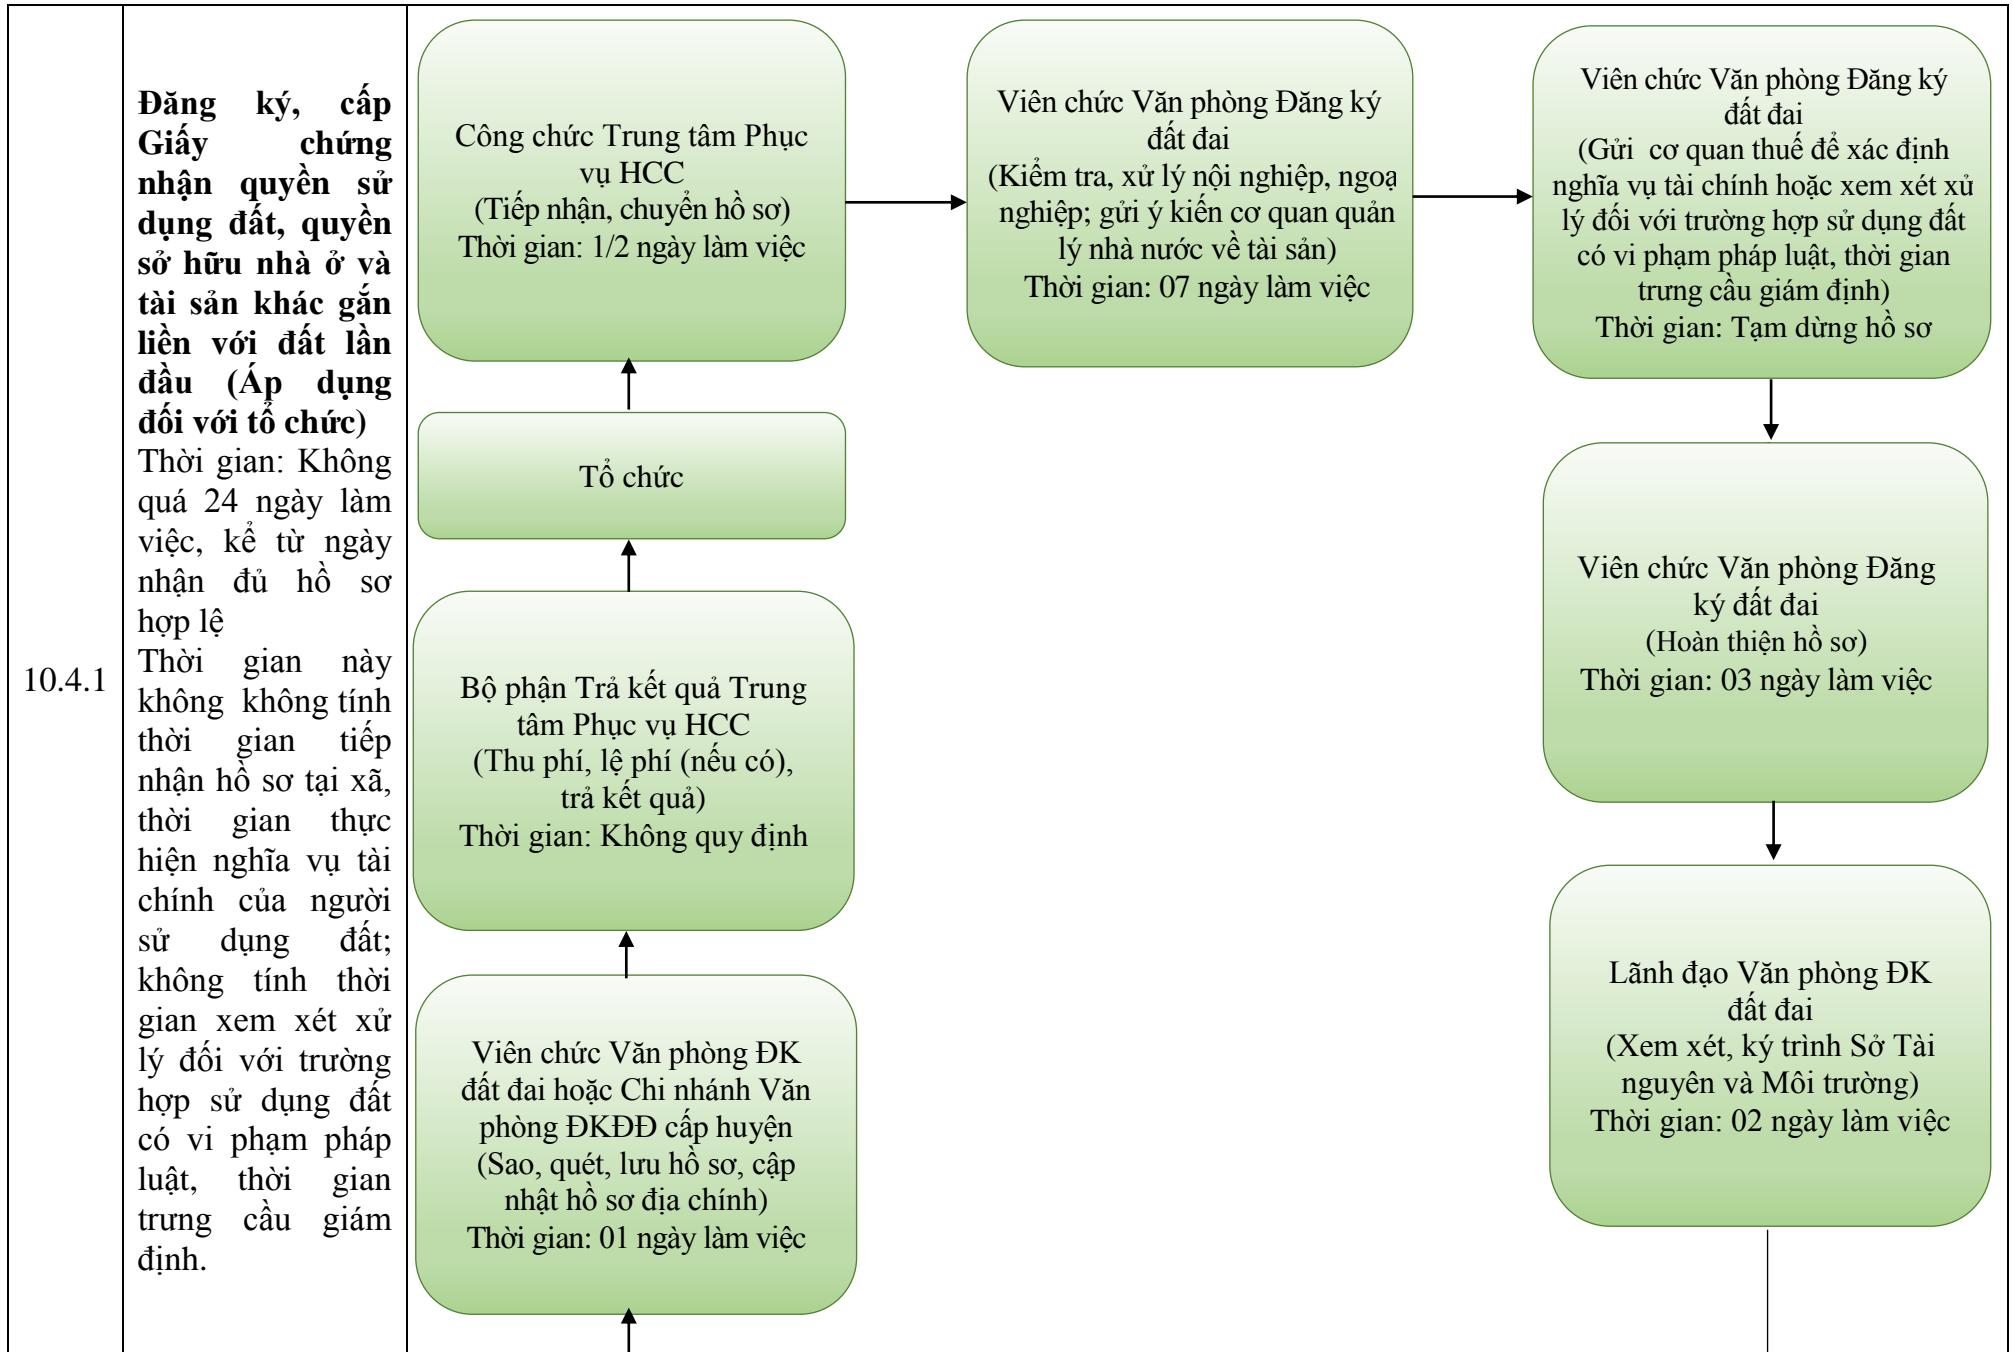 10.4.1
Đăng ký, cấp
Giấy chứng
nhận quyền sử
dụng đất, quyền
sở hữu nhà ở và
tài sản khác gắn
liền với đất lần
đầu (Áp dụng
đối với tổ chức)
Thời gian: Không
quá 24 ngày làm
việc, kể từ ngày
nhận đủ hồ sơ
hợp lệ
Thời gian này
không không tính
thời gian tiếp
nhận hồ sơ tại xã,
thời gian thực
hiện nghĩa vụ tài
chính của người
sử dụng đất;
không tính thời
gian xem xét xử
lý đối với trường
hợp sử dụng đất
có vi phạm pháp
luật, thời gian
trưng cầu giám
định.
Công chức Trung tâm Phục
vụ HCC
(Tiếp nhận, chuyển hồ sơ)
Thời gian: 1/2 ngày làm việc
Viên chức Văn phòng Đăng ký
đất đai
(Kiểm tra, xử lý nội nghiệp, ngoạ
nghiệp; gửi ý kiến cơ quan quản
lý nhà nước về tài sản)
Thời gian: 07 ngày làm việc
Viên chức Văn phòng Đăng ký
đất đai
(Gửi cơ quan thuế để xác định
nghĩa vụ tài chính hoặc xem xét xử
lý đối với trường hợp sử dụng đất
có vi phạm pháp luật, thời gian
trưng cầu giám định)
Thời gian: Tạm dừng hồ sơ
Tổ chức
Viên chức Văn phòng Đăng
ký đất đai
(Hoàn thiện hồ sơ)
Thời gian: 03 ngày làm việc
Bộ phận Trả kết quả Trung
tâm Phục vụ HCC
(Thu phí, lệ phí (nếu có),
trả kết quả)
Thời gian: Không quy định
Lãnh đạo Văn phòng ĐK
đất đai
(Xem xét, ký trình Sở Tài
nguyên và Môi trường)
Thời gian: 02 ngày làm việc
Viên chức Văn phòng ĐK
đất đai hoặc Chi nhánh Văn
phòng ĐKĐĐ cấp huyện
(Sao, quét, lưu hồ sơ, cập
nhật hồ sơ địa chính)
Thời gian: 01 ngày làm việc